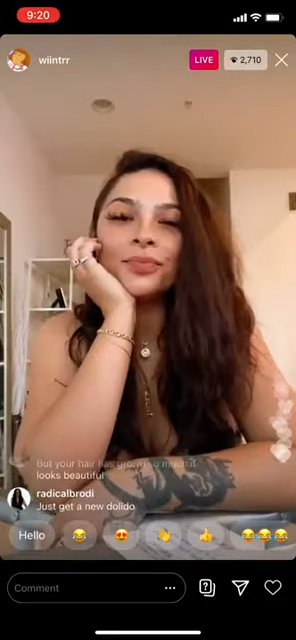 9:20
wiintrr
LIVE
2,710
But your hair has grown so much it
looks beautiful
radicalbrodi
Just get a new dolido
Hello
Comment